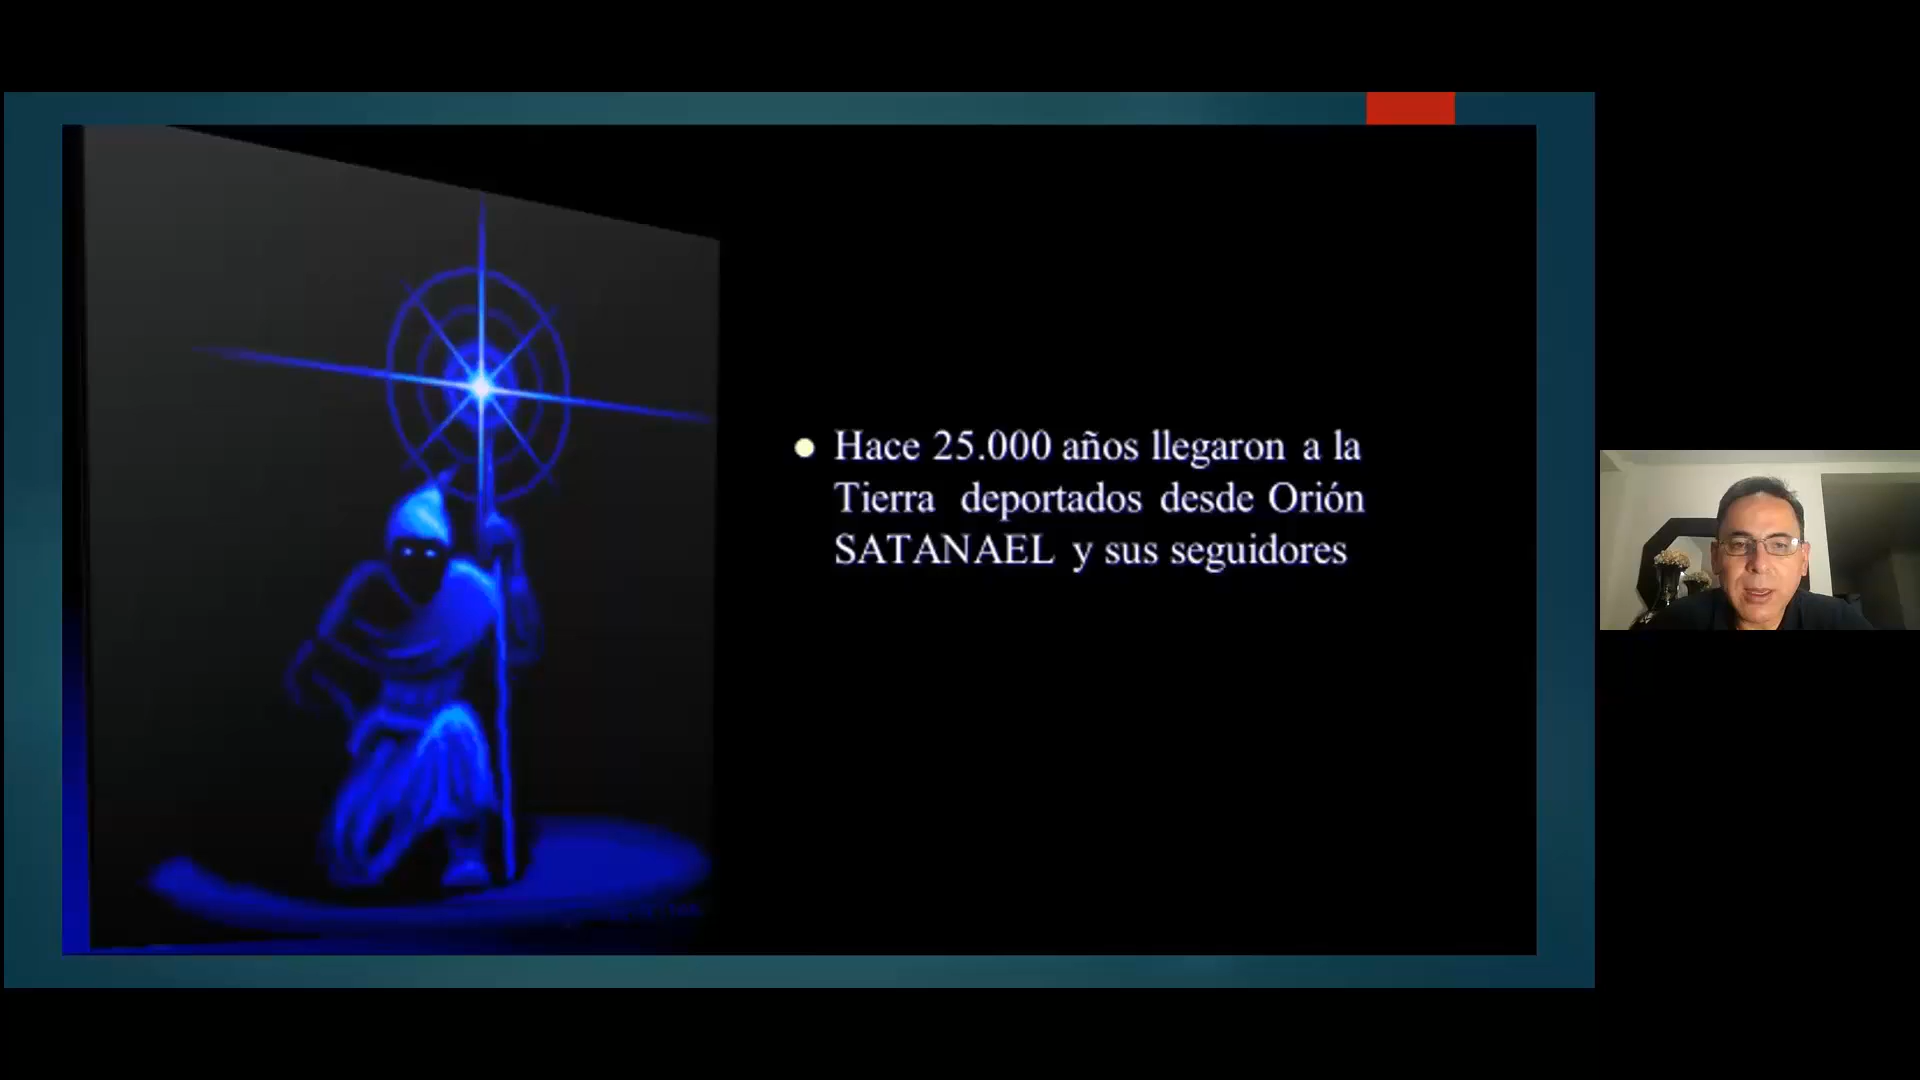 Hace 25.000 años llegaron a la
Tierra deportados desde Orión
SATANAEL y sus seguidores